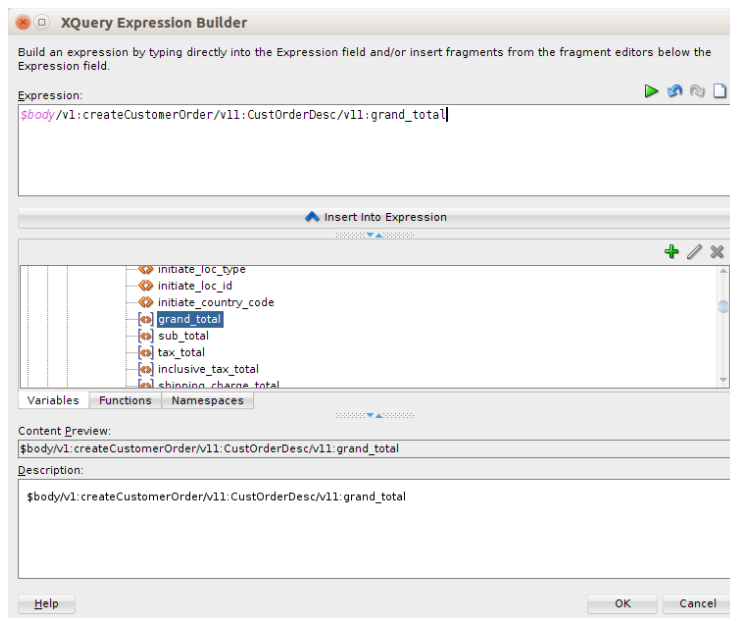 XQuery Expression Builder
Build an expression by typing directly into the Expression field and/or insert fragments from the fragment editors below the
Expression field.
Expression:
$body/v1:createCustomerOrder/v11:CustOrderDesc/v11:grand_total
Insert Into Expression
initiate_loc_type
initiate_loc_id
initiate_country_code
grand_total
sub_total
tax_total
inclusive_tax_total
shipping_charge_total
Variables Functions Namespaces
Content Preview:
$body/v1:createCustomerOrder/v11:CustOrderDesc/v11:grand_total
Description:
$body/v1:createCustomerOrder/v11:CustOrderDesc/v11:grand_total
Help OK Cancel